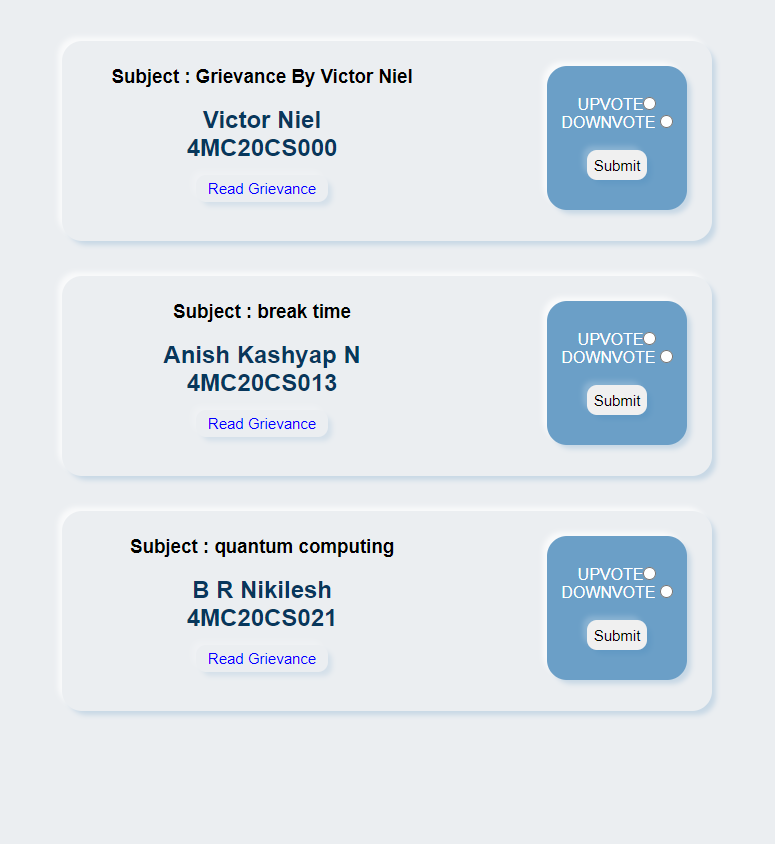 Subject : Grievance By Victor Niel
Victor Niel
4MC20CS000
Read Grievance
UPVOTE
DOWNVOTE
Submit
Subject : break time
Anish Kashyap N
4MC20CS013
Read Grievance
UPVOTE
DOWNVOTE
Submit
Subject : quantum computing
B R Nikilesh
4MC20CS021
Read Grievance
UPVOTE
DOWNVOTE
Submit